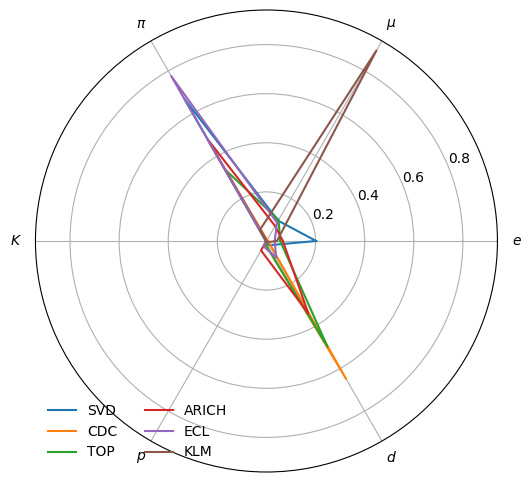 π μ
0.8
0.6
0.4
0.2
K e
SVD ARICH
CDC ECL
TOP KLM
p d